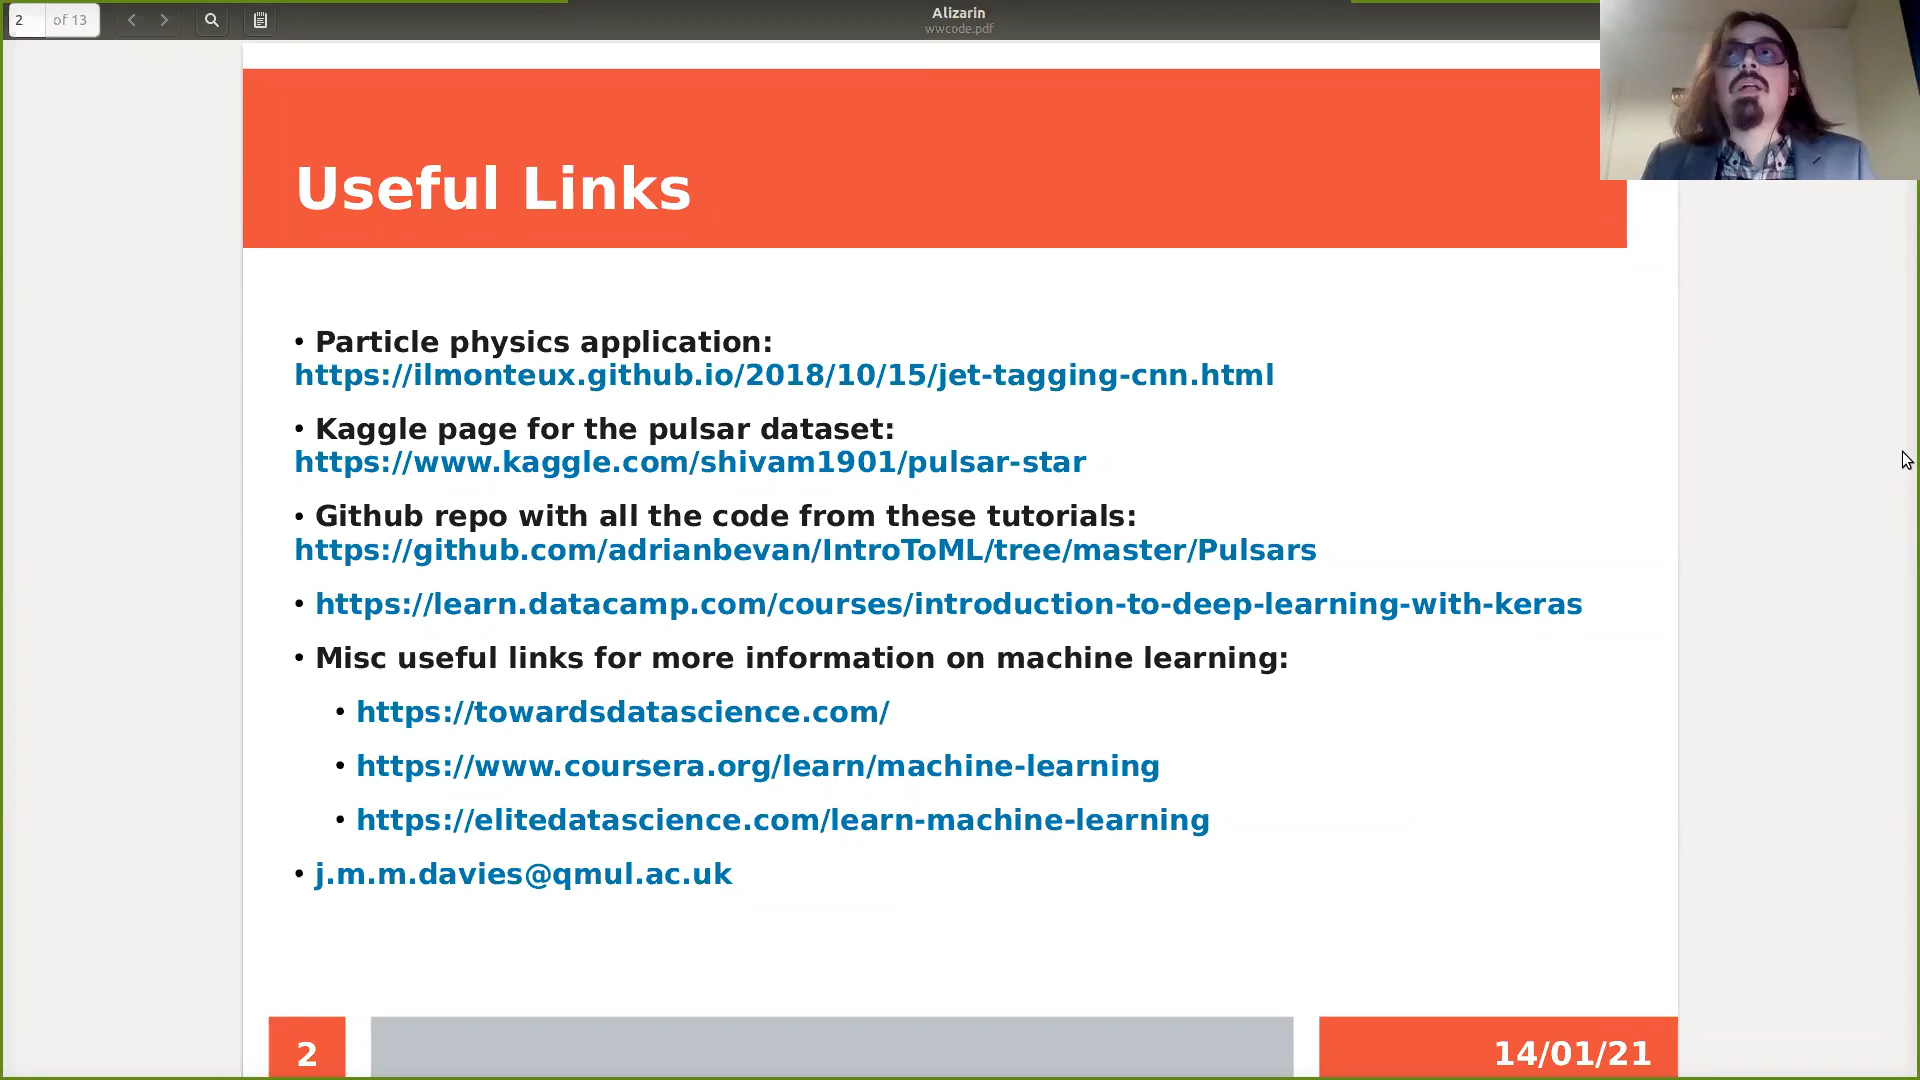 2 of 13
Alizarin
wwcode.pdf
Useful Links
• Particle physics application:
https://ilmonteux.github.io/2018/10/15/jet-tagging-cnn.html
• Kaggle page for the pulsar dataset:
https://www.kaggle.com/shivam1901/pulsar-star
• Github repo with all the code from these tutorials:
https://github.com/adrianbevan/IntroToML/tree/master/Pulsars
• https://learn.datacamp.com/courses/introduction-to-deep-learning-with-keras
• Misc useful links for more information on machine learning:
• https://towardsdatascience.com/
• https://www.coursera.org/learn/machine-learning
• https://elitedatascience.com/learn-machine-learning
• j.m.m.davies@qmul.ac.uk
2
14/01/21